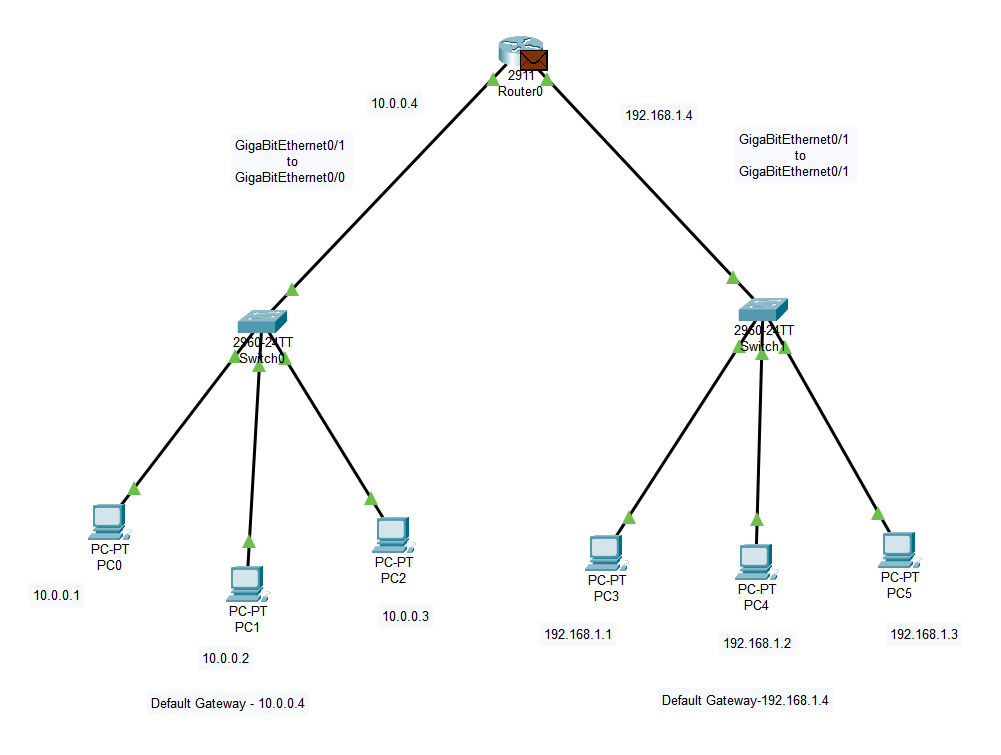 2911
Router0
10.0.0.4
192.168.1.4
GigaBitEthernet0/1
to
GigaBitEthernet0/0
GigaBitEthernet0/1
to
GigaBitEthernet0/1
2960-24TT
Switch0
2960-24TT
Switch1
PC-PT
PC0
PC-PT
PC1
PC-PT
PC2
PC-PT
PC3
PC-PT
PC4
PC-PT
PC5
10.0.0.1
10.0.0.2
10.0.0.3
192.168.1.1
192.168.1.2
192.168.1.3
Default Gateway - 10.0.0.4
Default Gateway-192.168.1.4